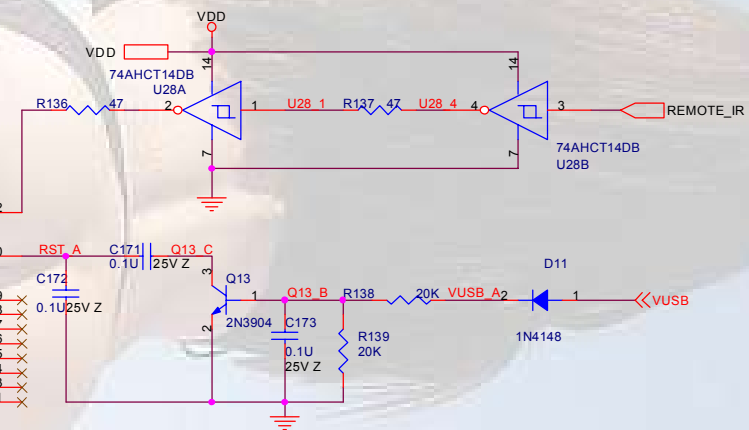 VDD
VDD
14
74AHCT14DB
U28A
14
R136
47
2
1
U28_1
R137
47
U28_4
4
3
REMOTE_IR
7
7
74AHCT14DB
U28B
RST_A
C171
0.1U
25V Z
Q13_C
3
Q13
C172
0.1U
25V Z
1
Q13_B
R138
20K
VUSB_A
2
D11
1
VUSB
2
2N3904
C173
0.1U
25V Z
R139
20K
1N4148